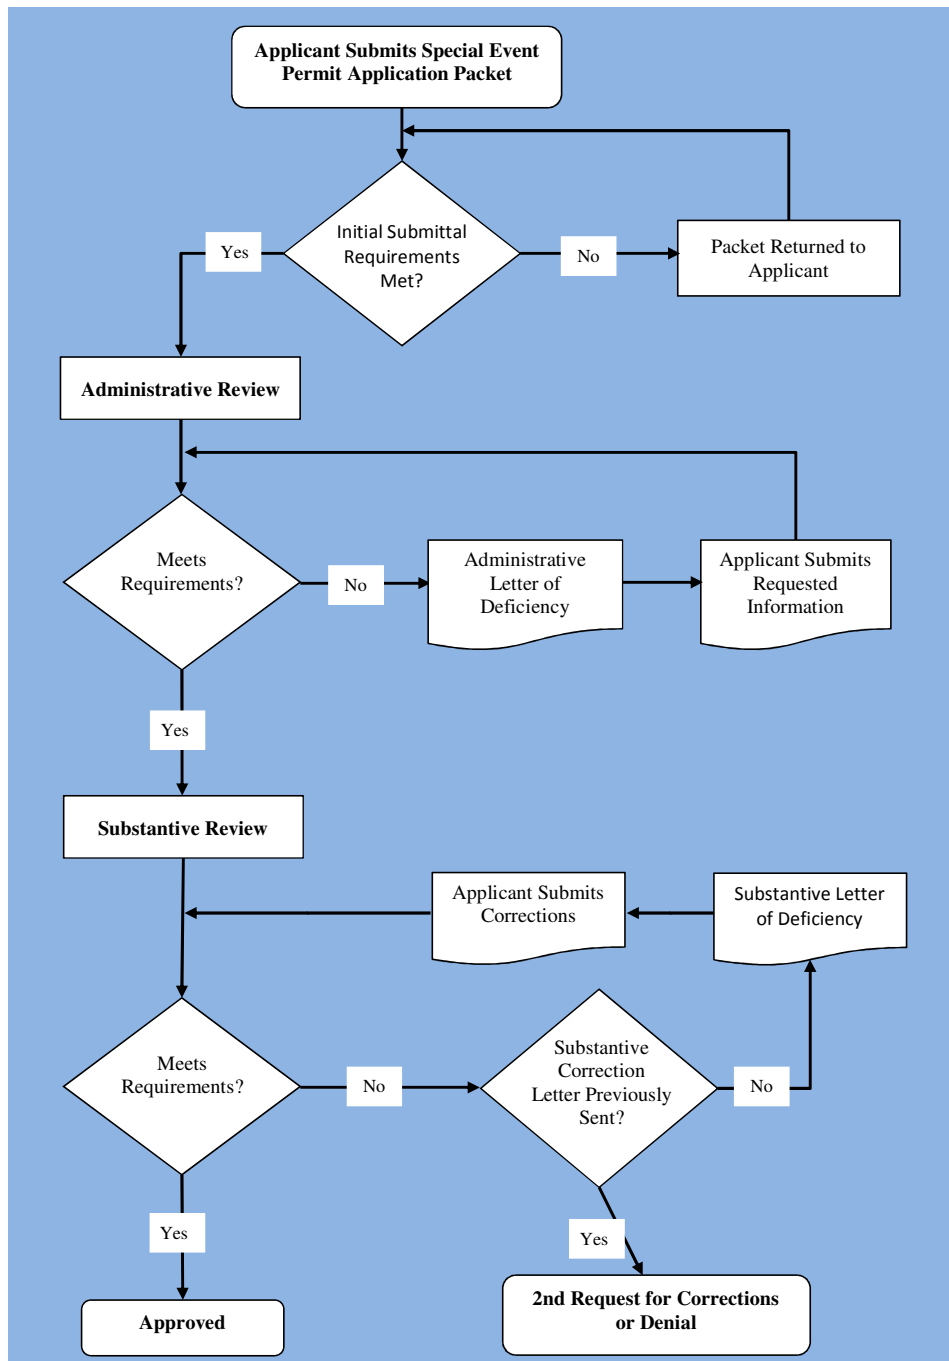 Applicant Submits Special Event
Permit Application Packet
Initial Submittal
Requirements
Met?
Yes
No
Packet Returned to
Applicant
Administrative Review
Meets
Requirements?
No
Administrative
Letter of
Deficiency
Applicant Submits
Requested
Information
Yes
Substantive Review
Applicant Submits
Corrections
Substantive Letter
of Deficiency
Meets
Requirements?
No
Substantive
Correction
Letter Previously
Sent?
No
Yes
Yes
Approved
2nd Request for Corrections
or Denial